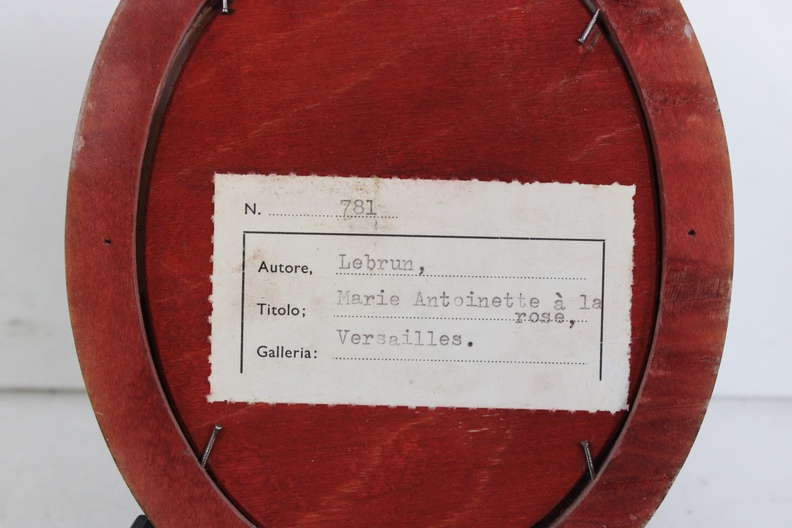 N. 781
Autore, Lebrun,
Titolo; Marie Antoinette à la
rose,
Galleria: Versailles.